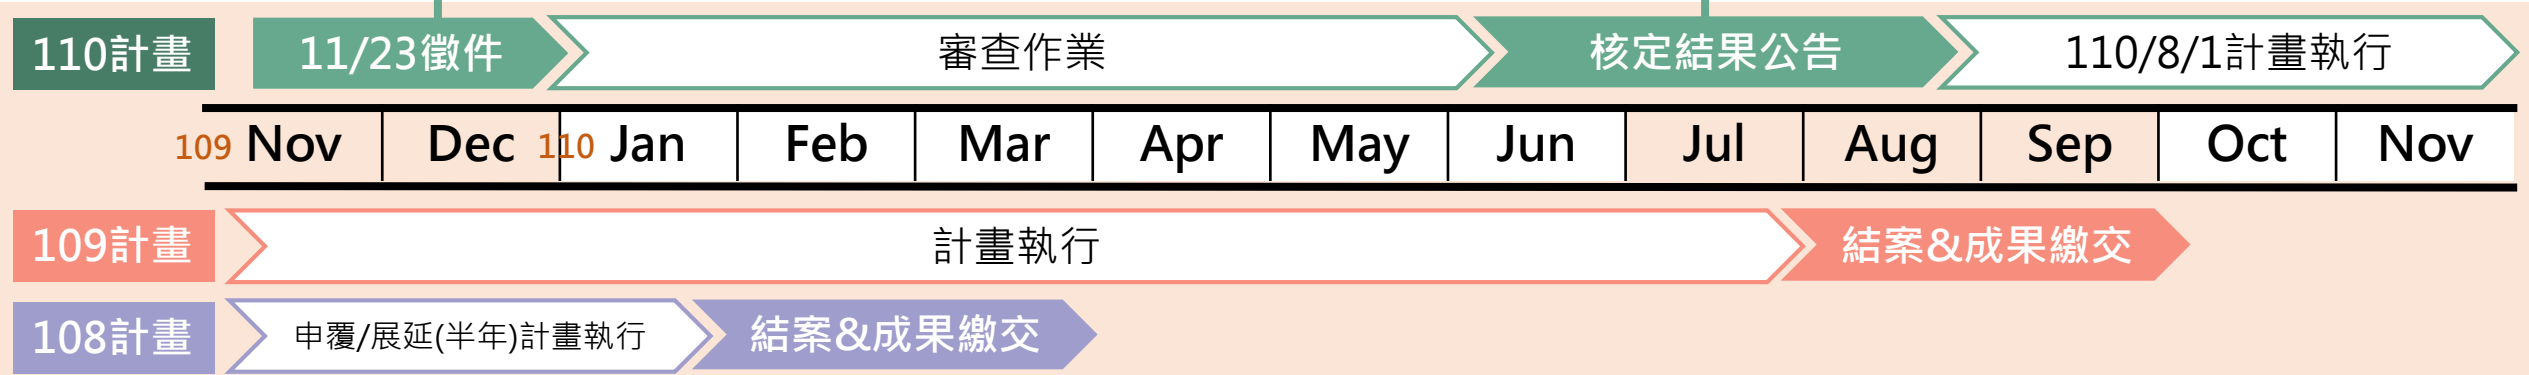 110計畫 11/23徵件 審查作業 核定結果公告 110/8/1計畫執行
109 Nov Dec 110 Jan Feb Mar Apr May Jun Jul Aug Sep Oct Nov
109計畫 計畫執行 結案&成果繳交
108計畫 申覆/展延(半年)計畫執行 結案&成果繳交